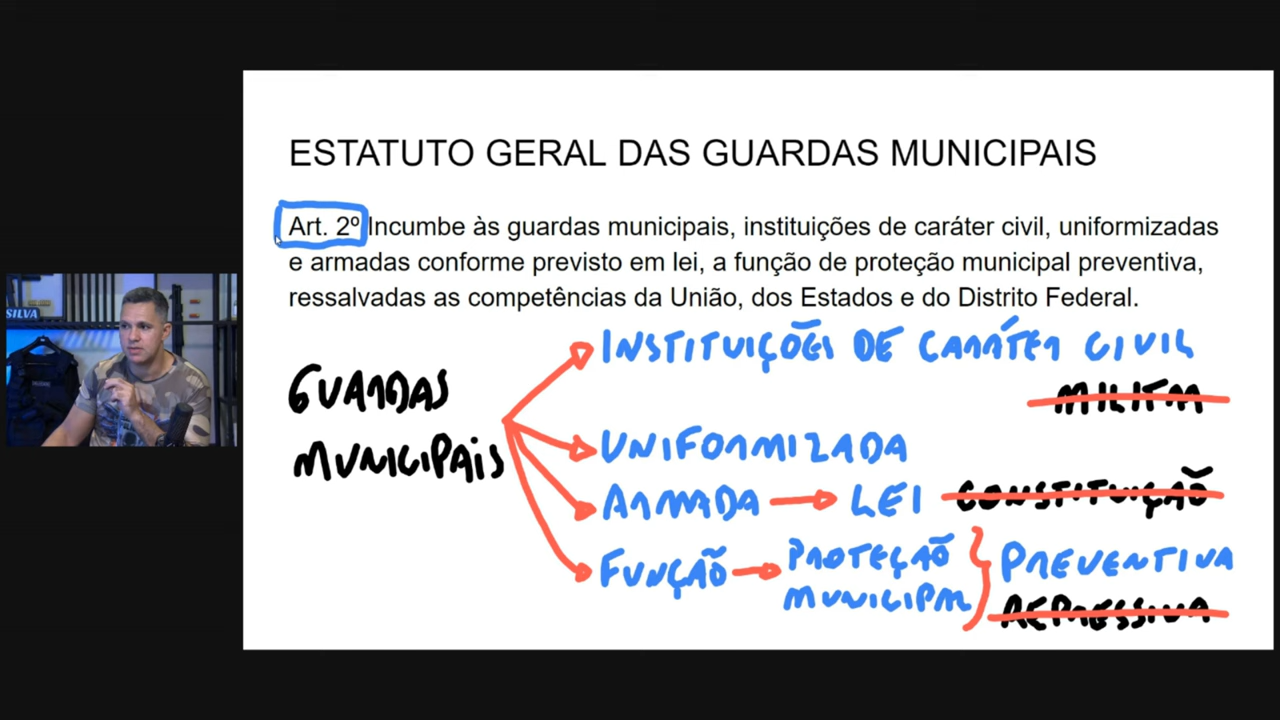 ESTATUTO GERAL DAS GUARDAS MUNICIPAIS
Art. 2º Incumbe às guardas municipais, instituições de caráter civil, uniformizadas
e armadas conforme previsto em lei, a função de proteção municipal preventiva,
ressalvadas as competências da União, dos Estados e do Distrito Federal.
SILVA
GUARDAS
MUNICIPAIS
INSTITUIÇÕES DE CARÁTER CIVIL
MILITAR
UNIFORMIZADA
ARMADA LEI CONSTITUIÇÃO
FUNÇÃO PROTEÇÃO
MUNICIPAL
PREVENTIVA
REPRESSIVA